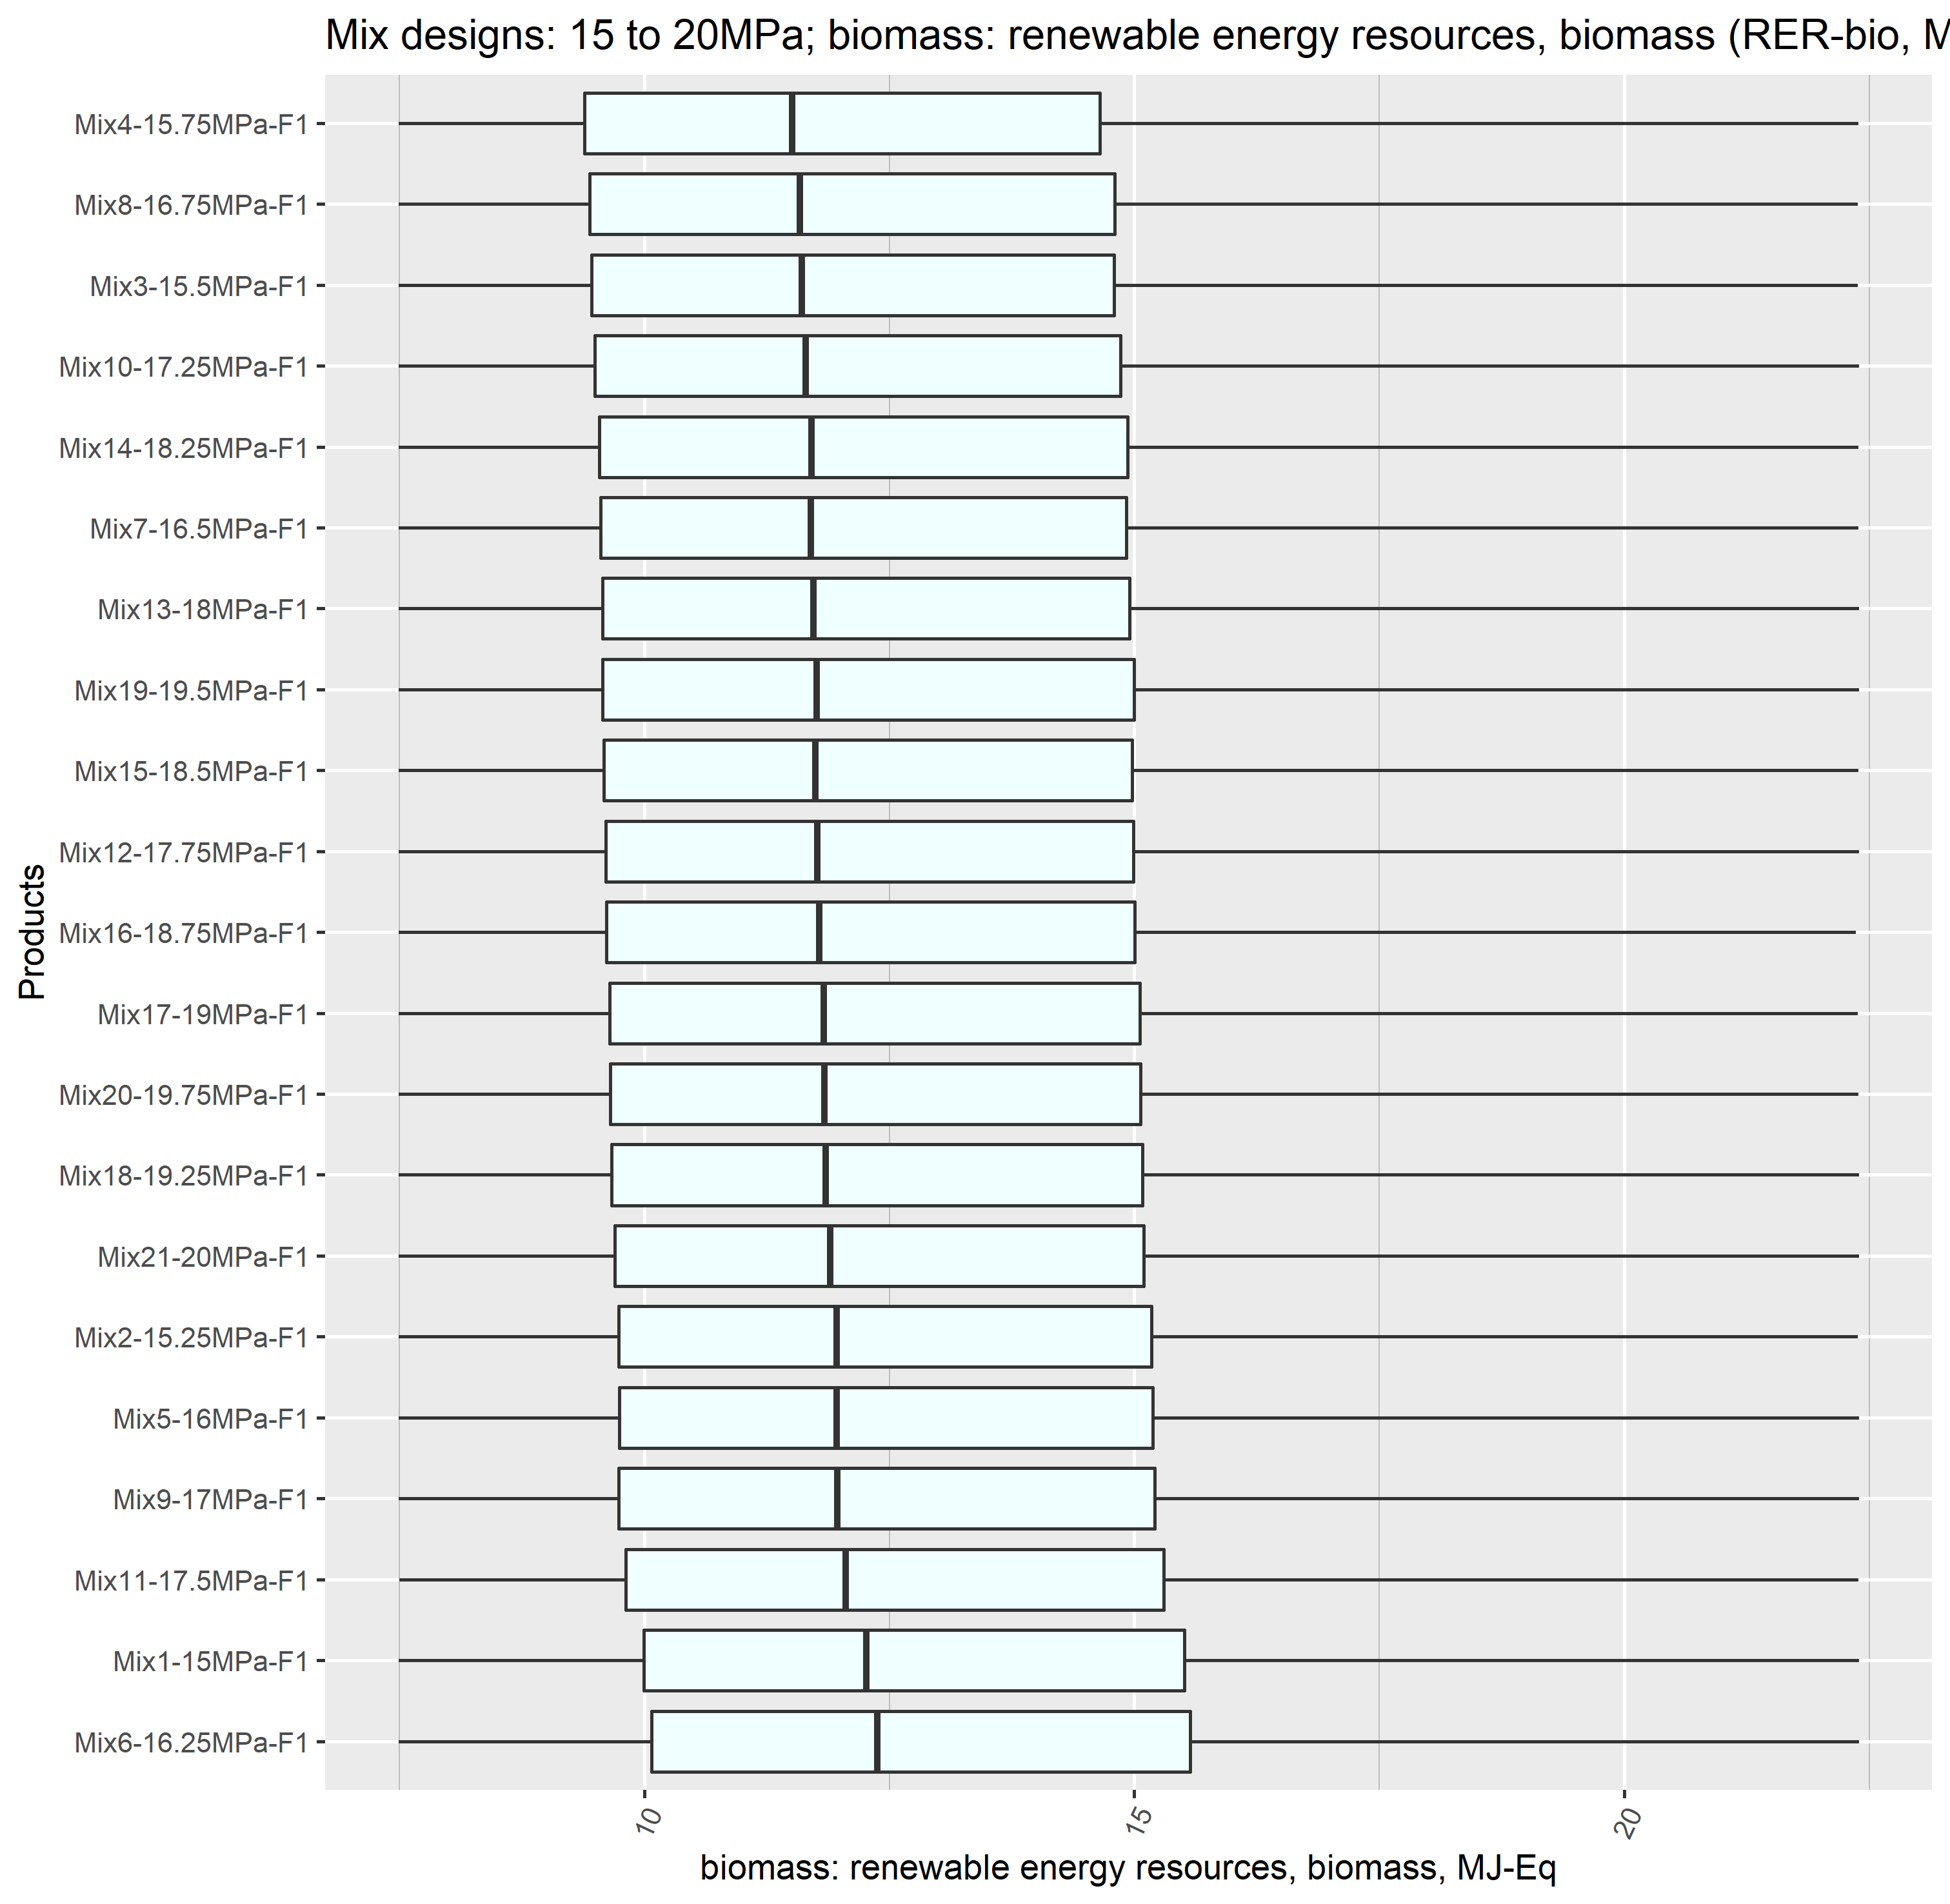 Mix designs: 15 to 20MPa; biomass: renewable energy resources, biomass (RER-bio, M
Mix4-15.75MPa-F1
Mix8-16.75MPa-F1
Mix3-15.5MPa-F1
Mix10-17.25MPa-F1
Mix14-18.25MPa-F1
Mix7-16.5MPa-F1
Mix13-18MPa-F1
Mix19-19.5MPa-F1
Mix15-18.5MPa-F1
Mix12-17.75MPa-F1
Mix16-18.75MPa-F1
Mix17-19MPa-F1
Mix20-19.75MPa-F1
Mix18-19.25MPa-F1
Mix21-20MPa-F1
Mix2-15.25MPa-F1
Mix5-16MPa-F1
Mix9-17MPa-F1
Mix11-17.5MPa-F1
Mix1-15MPa-F1
Mix6-16.25MPa-F1
Products
10
15
20
biomass: renewable energy resources, biomass, MJ-Eq